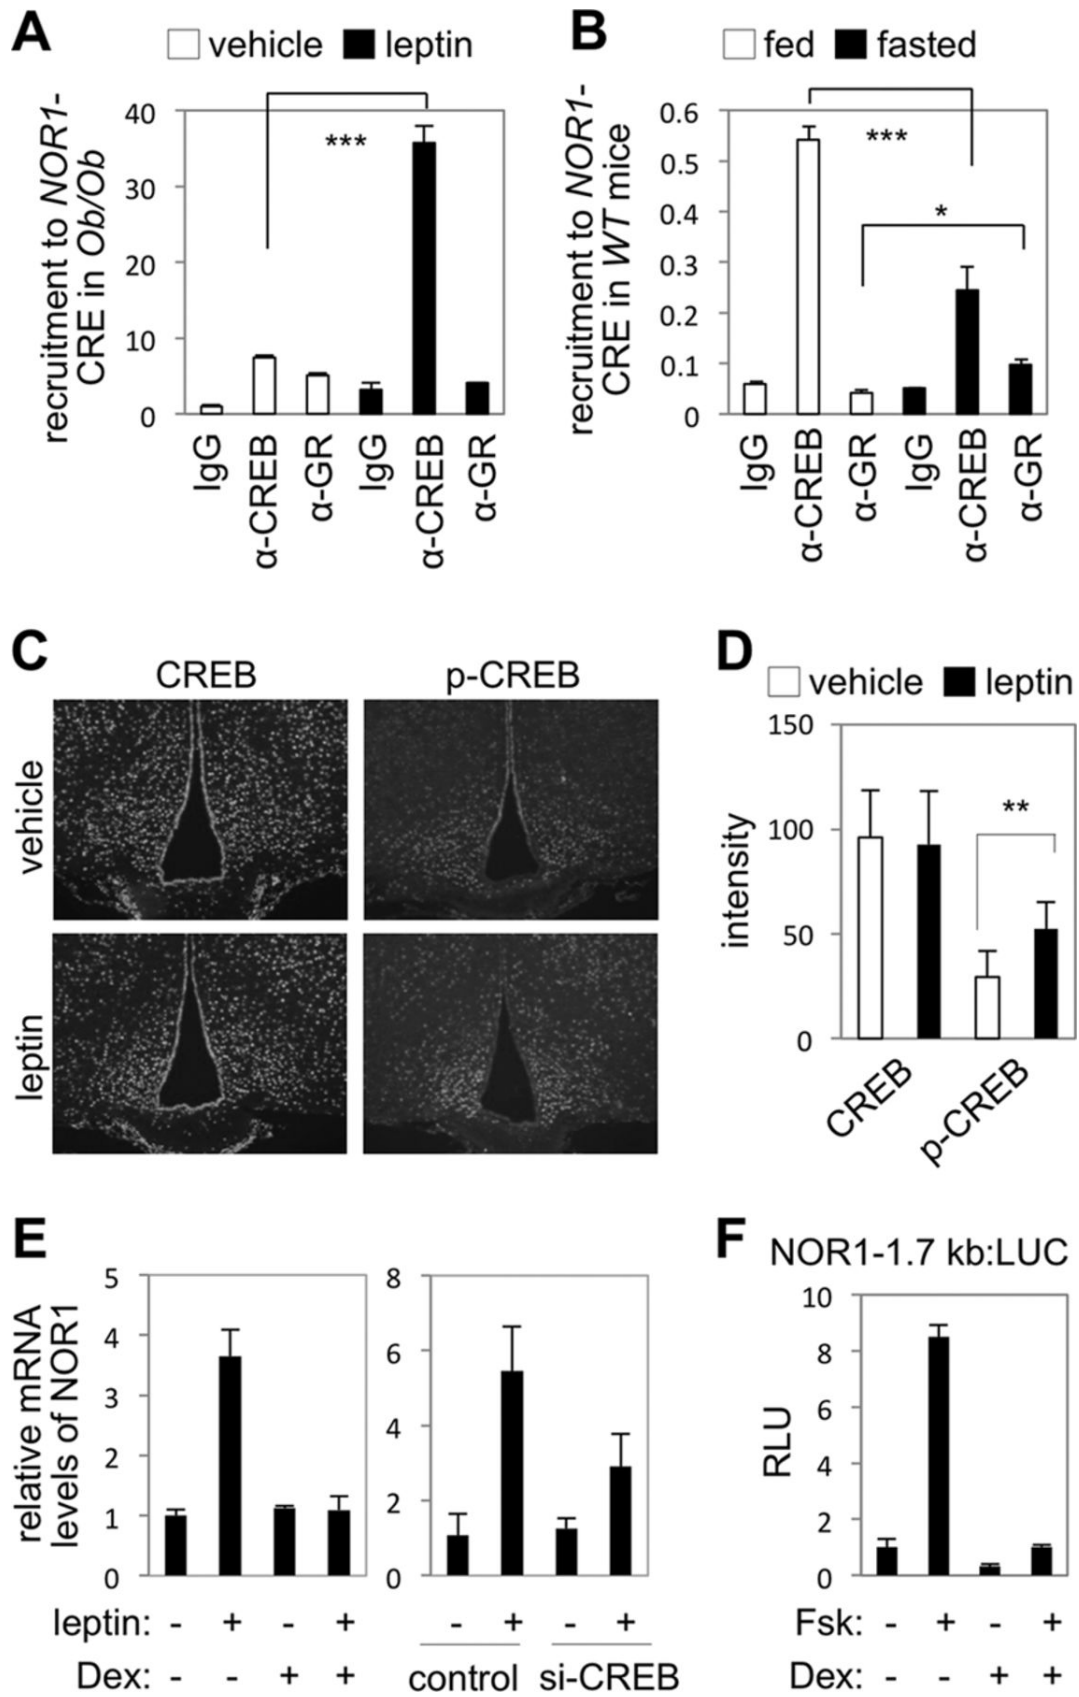 A
vehicle leptin
recruitment to NOR1-
CRE in Ob/Ob
40
30
20
10
0
***
IgG
α-CREB
α-GR
IgG
α-CREB
α-GR
B
fed fasted
recruitment to NOR1-
CRE in WT mice
0.6
0.5
0.4
0.3
0.2
0.1
0
***
*
IgG
α-CREB
α-GR
IgG
α-CREB
α-GR
C
CREB p-CREB
vehicle
leptin
D
vehicle leptin
intensity
150
100
50
0
**
CREB
p-CREB
E
relative mRNA
levels of NOR1
5
4
3
2
1
0
8
6
4
2
0
leptin: - + - + - + - +
Dex: - - + + control si-CREB
F
NOR1-1.7 kb:LUC
RLU
10
8
6
4
2
0
Fsk: - + - +
Dex: - - + +